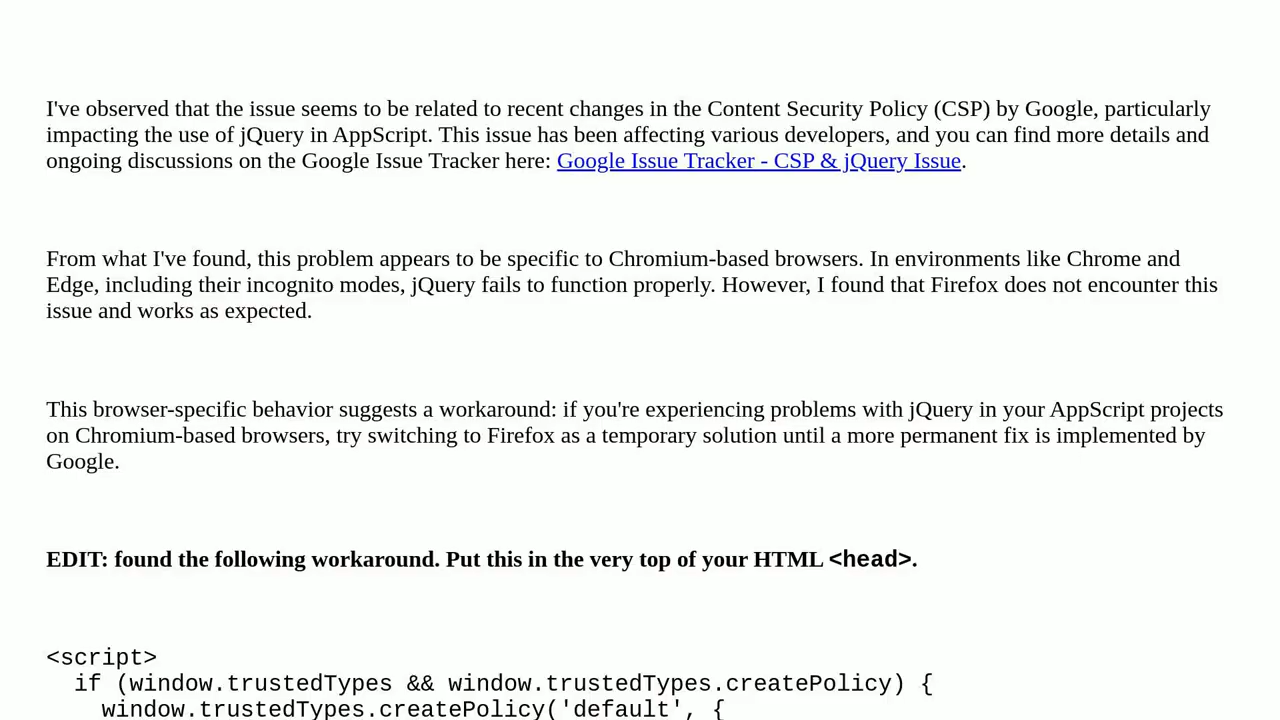 I've observed that the issue seems to be related to recent changes in the Content Security Policy (CSP) by Google, particularly
impacting the use of jQuery in AppScript. This issue has been affecting various developers, and you can find more details and
ongoing discussions on the Google Issue Tracker here: Google Issue Tracker - CSP & jQuery Issue.
From what I've found, this problem appears to be specific to Chromium-based browsers. In environments like Chrome and
Edge, including their incognito modes, jQuery fails to function properly. However, I found that Firefox does not encounter this
issue and works as expected.
This browser-specific behavior suggests a workaround: if you're experiencing problems with jQuery in your AppScript projects
on Chromium-based browsers, try switching to Firefox as a temporary solution until a more permanent fix is implemented by
Google.
EDIT: found the following workaround. Put this in the very top of your HTML <head>.
<script>
if (window.trustedTypes && window.trustedTypes.createPolicy) {
window.trustedTypes.createPolicy('default', {